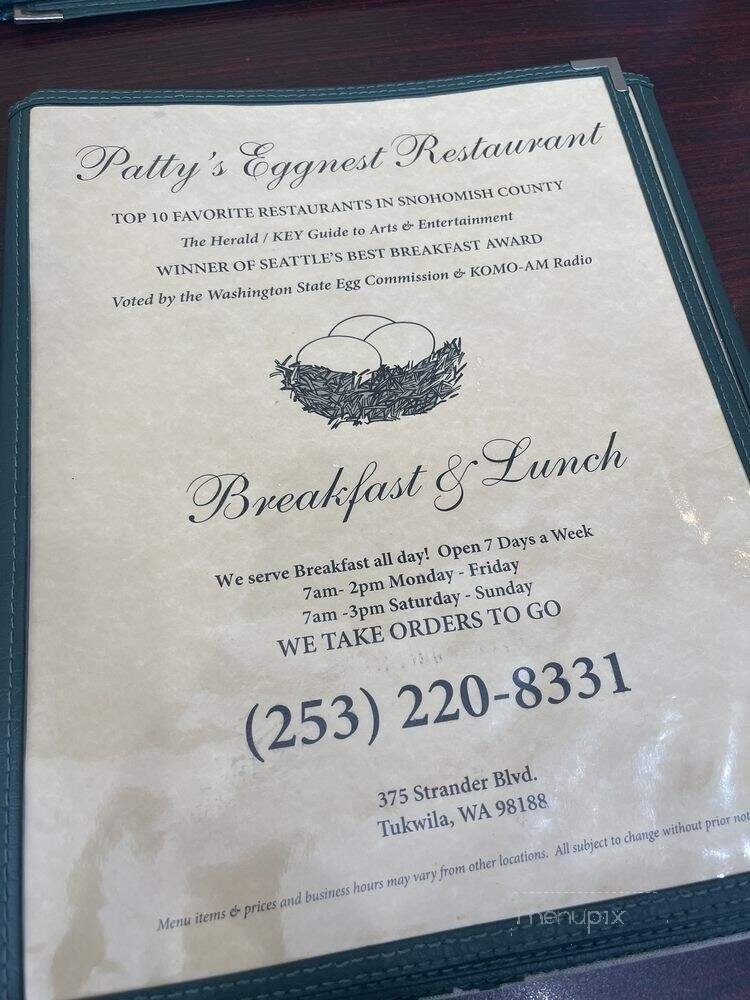 Patty's Eggnest Restaurant
TOP 10 FAVORITE RESTAURANTS IN SNOHOMISH COUNTY
The Herald / KEY Guide to Arts & Entertainment
WINNER OF SEATTLE'S BEST BREAKFAST AWARD
Voted by the Washington State Egg Commission & KOMO-AM Radio
Breakfast & Lunch
We serve Breakfast all day! Open 7 Days a Week
7am- 2pm Monday - Friday
7am -3pm Saturday - Sunday
WE TAKE ORDERS TO GO
(253) 220-8331
375 Strander Blvd.
Tukwila, WA 98188
Menu items & prices and business hours may vary from other locations. All subject to change without prior not
menupix